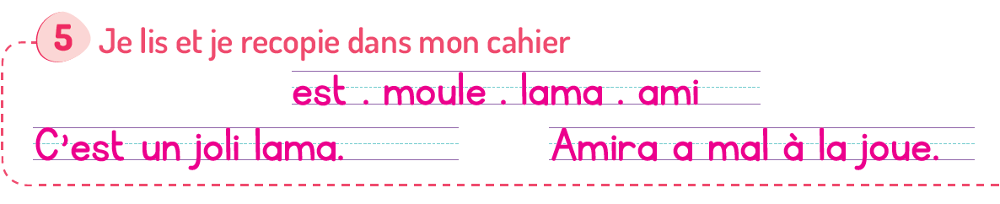 5 Je lis et je recopie dans mon cahier
est . moule . lama . ami
C'est un joli lama.
Amira a mal à la joue.